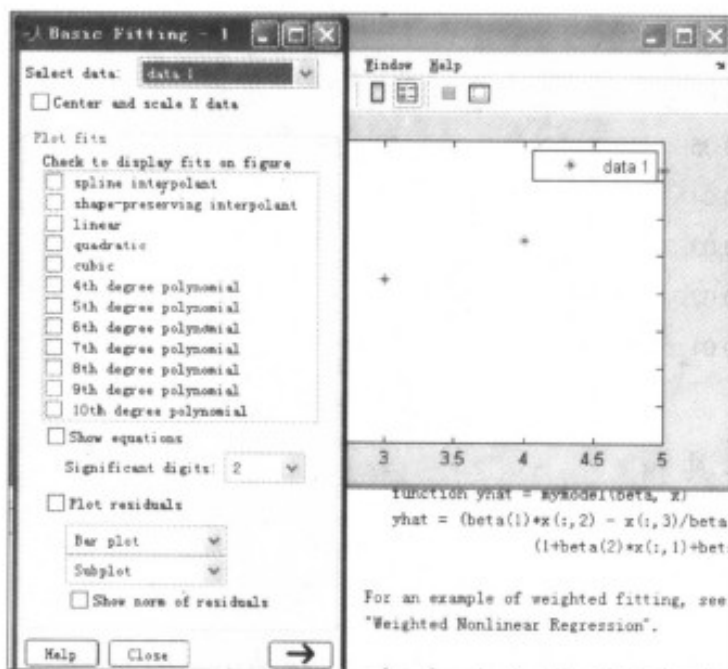 Basic Fitting - 1
Select data: data 1
Center and scale X data
Plot fits
Check to display fits on figure
spline interpolant
shape-preserving interpolant
linear
quadratic
cubic
4th degree polynomial
5th degree polynomial
6th degree polynomial
7th degree polynomial
8th degree polynomial
9th degree polynomial
10th degree polynomial
Show equations
Significant digits: 2
Plot residuals
Bar plot
Subplot
Show norm of residuals
Help Close
Window Help
data 1
3 3.5 4 4.5 5
function yhat = mymodel(beta, x)
yhat = (beta(1)*x(:,2) - x(:,3)/beta
(1+beta(2)*x(:,1)+bet
For an example of weighted fitting, see
"Weighted Nonlinear Regression".